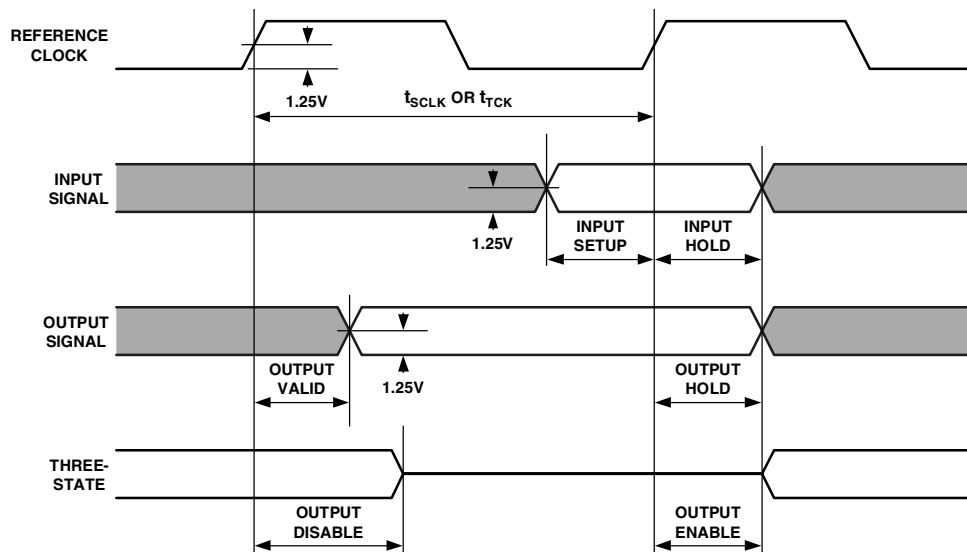 REFERENCE
CLOCK
1.25V
tSCLK OR tTCK
INPUT
SIGNAL
1.25V
INPUT
SETUP
INPUT
HOLD
OUTPUT
SIGNAL
OUTPUT
VALID
1.25V
OUTPUT
HOLD
THREE-
STATE
OUTPUT
DISABLE
OUTPUT
ENABLE